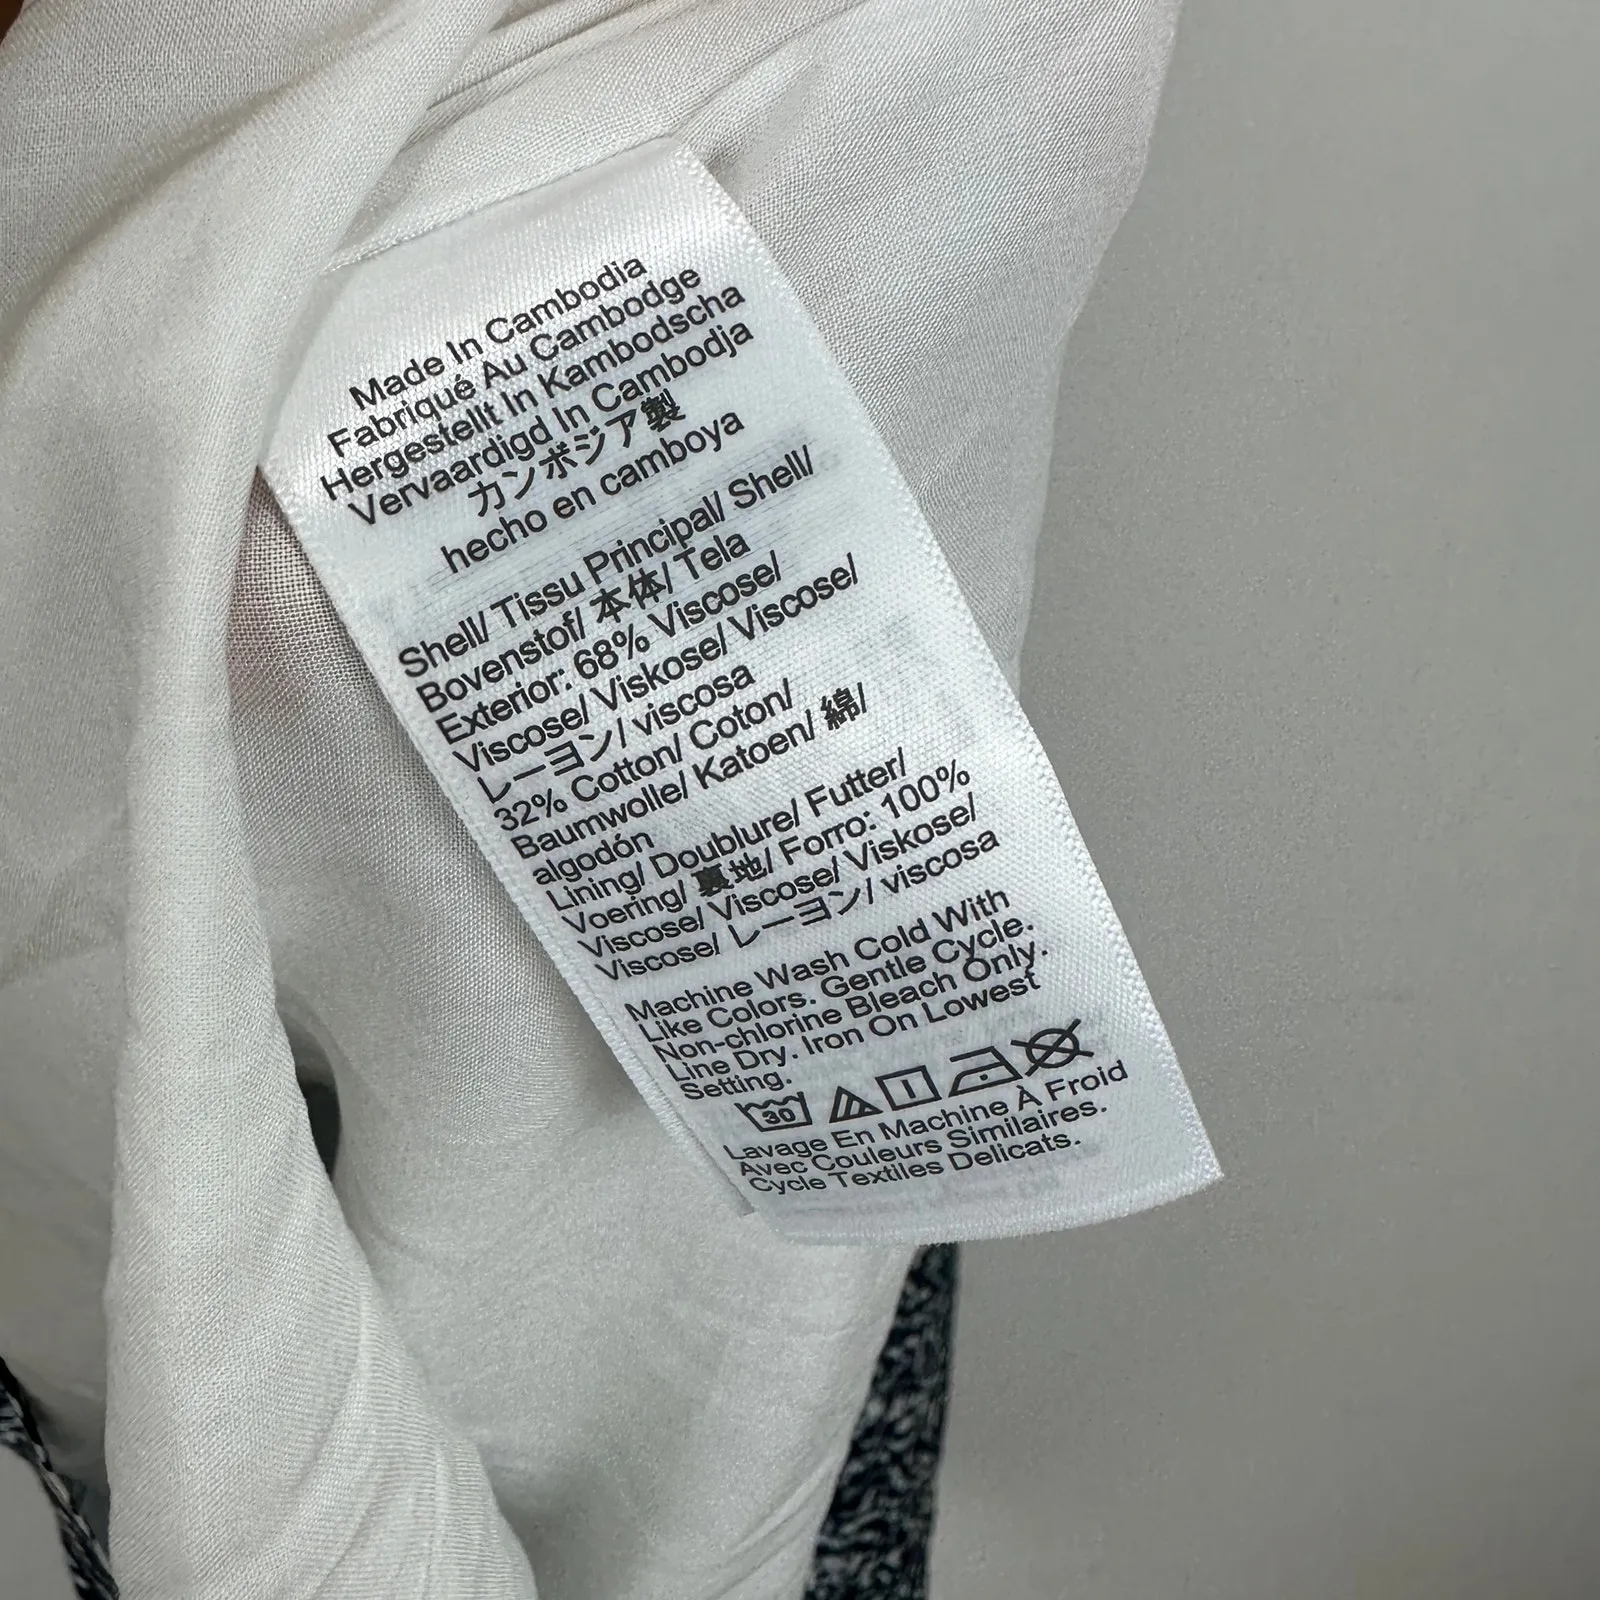 Made In Cambodia
Fabriqué Au Cambodge
Hergestellt In Kambodscha
Vervaardigd In Cambodja
カンボジア製
hecho en camboya
Shell/ Tissu Principal/ Shell/
Bovenstof/ 本体/ Tela
Exterior: 68% Viscose/
Viscose/ Viskose/ Viscose/
レーヨン/ viscosa
32% Cotton/ Coton/
Baumwolle/ Katoen/ 綿/
algodón
Lining/ Doublure/ Futter/
Voering/ 裏地/ Forro: 100%
Viscose/ Viscose/ Viskose/
Viscose/ レーヨン/ viscosa
Machine Wash Cold With
Like Colors. Gentle Cycle.
Non-chlorine Bleach Only.
Line Dry. Iron On Lowest
Setting.
30
Lavage En Machine À Froid
Avec Couleurs Similaires.
Cycle Textiles Delicats.